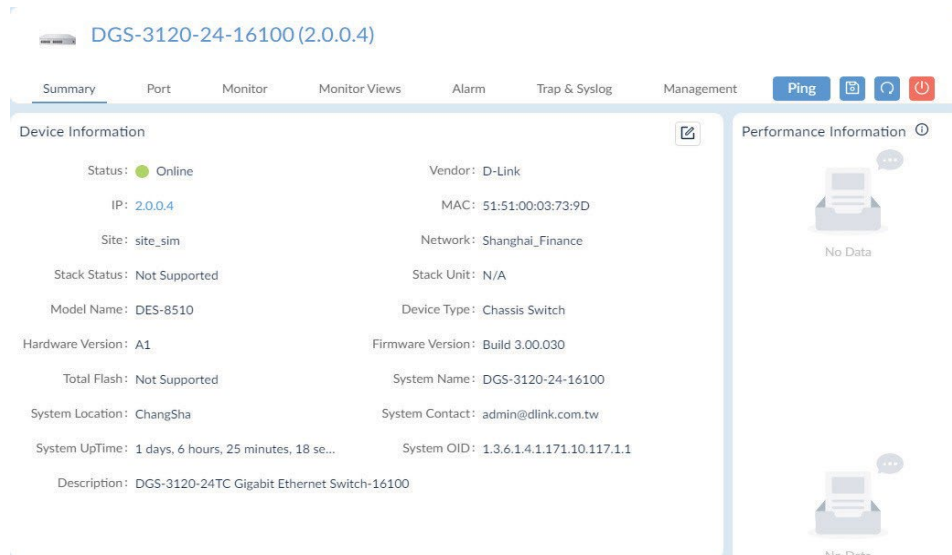 DGS-3120-24-16100 (2.0.0.4)
Summary Port Monitor Monitor Views Alarm Trap & Syslog Management Ping
Device Information
Status: Online Vendor: D-Link
IP: 2.0.0.4 MAC: 51:51:00:03:73:9D
Site: site_sim Network: Shanghai_Finance
Stack Status: Not Supported Stack Unit: N/A
Model Name: DES-8510 Device Type: Chassis Switch
Hardware Version: A1 Firmware Version: Build 3.00.030
Total Flash: Not Supported System Name: DGS-3120-24-16100
System Location: ChangSha System Contact: admin@dlink.com.tw
System UpTime: 1 days, 6 hours, 25 minutes, 18 se... System OID: 1.3.6.1.4.1.171.10.117.1.1
Description: DGS-3120-24TC Gigabit Ethernet Switch-16100
Performance Information
No Data
No Data